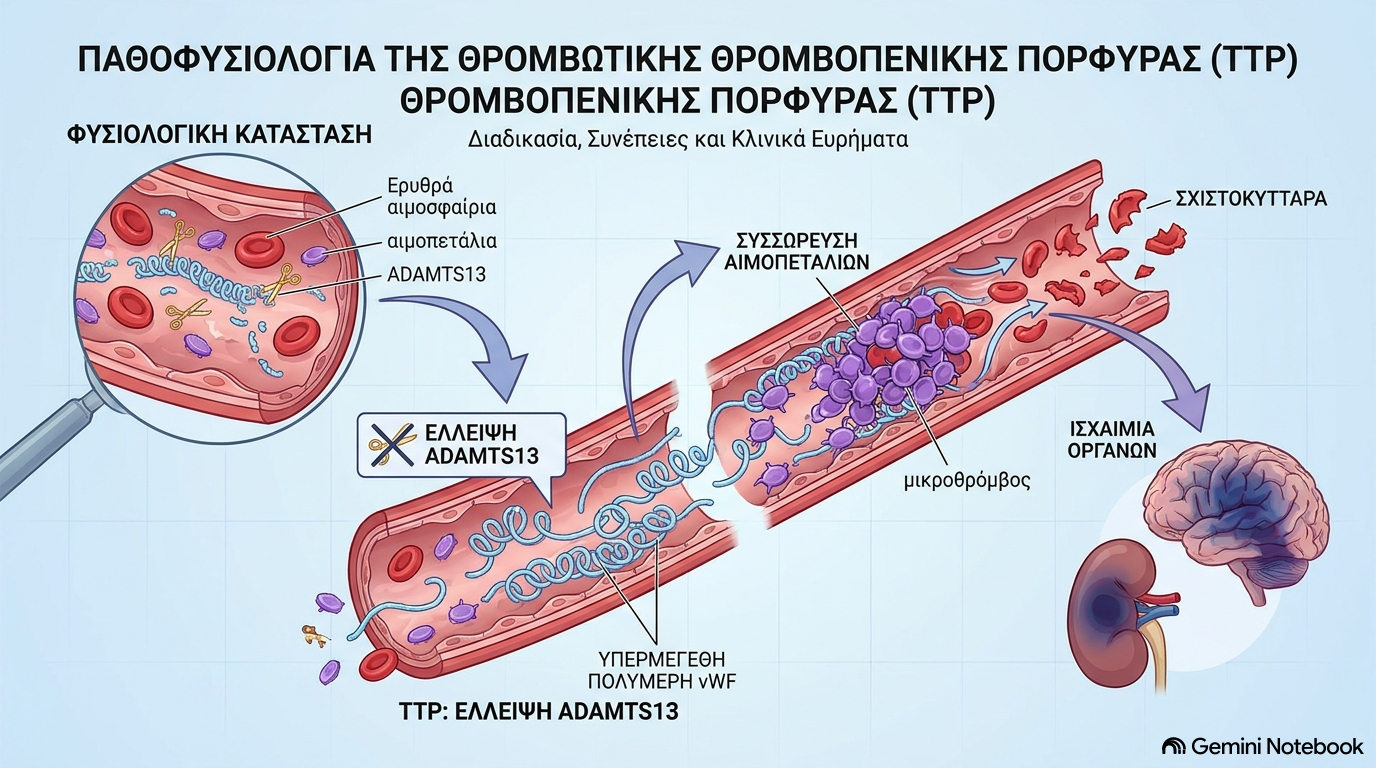 ΠΑΘΟΦΥΣΙΟΛΟΓΙΑ ΤΗΣ ΘΡΟΜΒΩΤΙΚΗΣ ΘΡΟΜΒΟΠΕΝΙΚΗΣ ΠΟΡΦΥΡΑΣ (TTP)
ΘΡΟΜΒΟΠΕΝΙΚΗΣ ΠΟΡΦΥΡΑΣ (TTP)
Διαδικασία, Συνέπειες και Κλινικά Ευρήματα
ΦΥΣΙΟΛΟΓΙΚΗ ΚΑΤΑΣΤΑΣΗ
Ερυθρά
αιμοσφαίρια
αιμοπετάλια
ADAMTS13
ΕΛΛΕΙΨΗ
ADAMTS13
ΥΠΕΡΜΕΓΕΘΗ
ΠΟΛΥΜΕΡΗ vWF
TTP: ΕΛΛΕΙΨΗ ADAMTS13
ΣΥΣΣΩΡΕΥΣΗ
ΑΙΜΟΠΕΤΑΛΙΩΝ
μικροθρόμβος
ΣΧΙΣΤΟΚΥΤΤΑΡΑ
ΙΣΧΑΙΜΙΑ
ΟΡΓΑΝΩΝ
Gemini Notebook